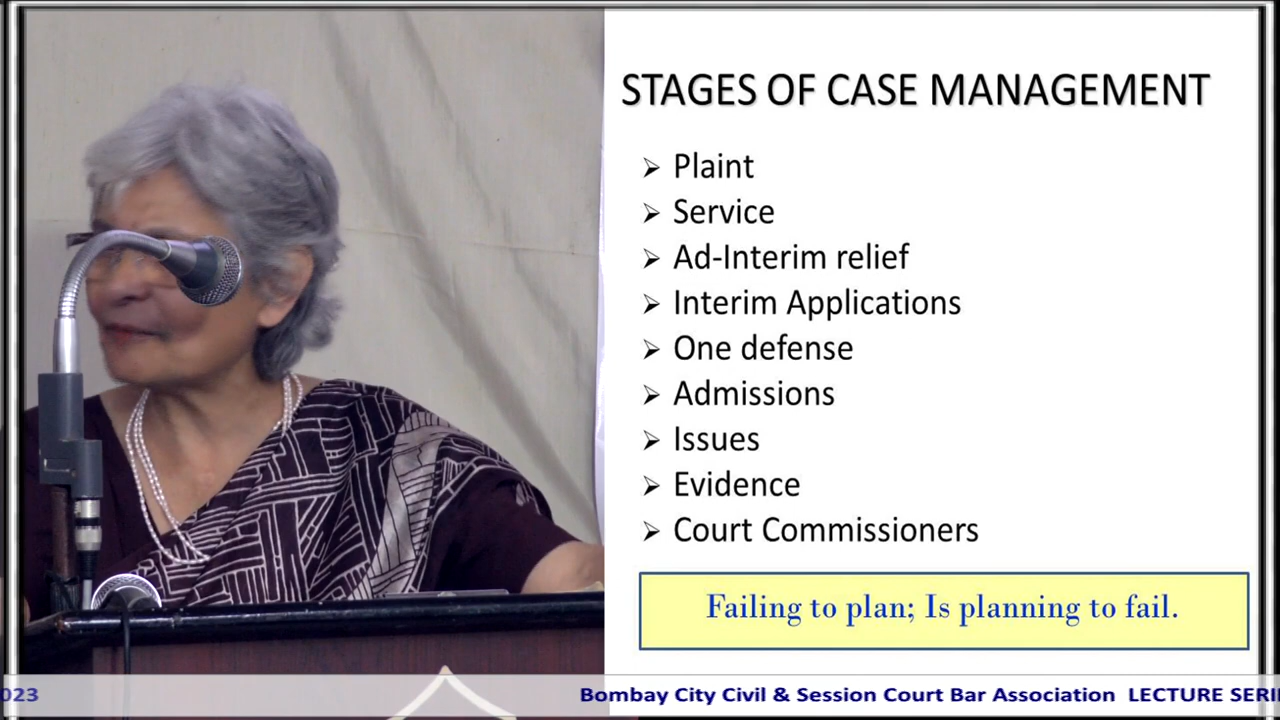 STAGES OF CASE MANAGEMENT
Plaint
Service
Ad-Interim relief
Interim Applications
One defense
Admissions
Issues
Evidence
Court Commissioners
Failing to plan; Is planning to fail.
023 Bombay City Civil & Session Court Bar Association LECTURE SERI